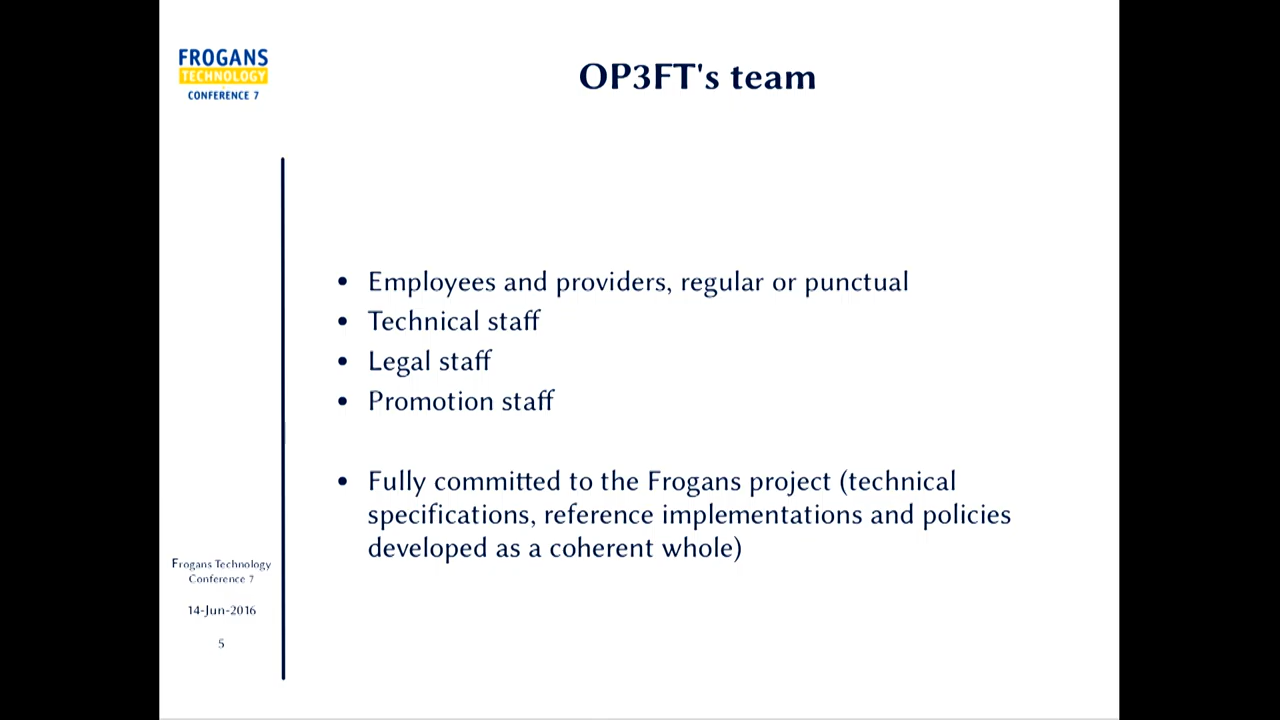 FROGANS
TECHNOLOGY
CONFERENCE 7
OP3FT's team
• Employees and providers, regular or punctual
• Technical staff
• Legal staff
• Promotion staff
• Fully committed to the Frogans project (technical
specifications, reference implementations and policies
developed as a coherent whole)
Frogans Technology
Conference 7
14-Jun-2016
5